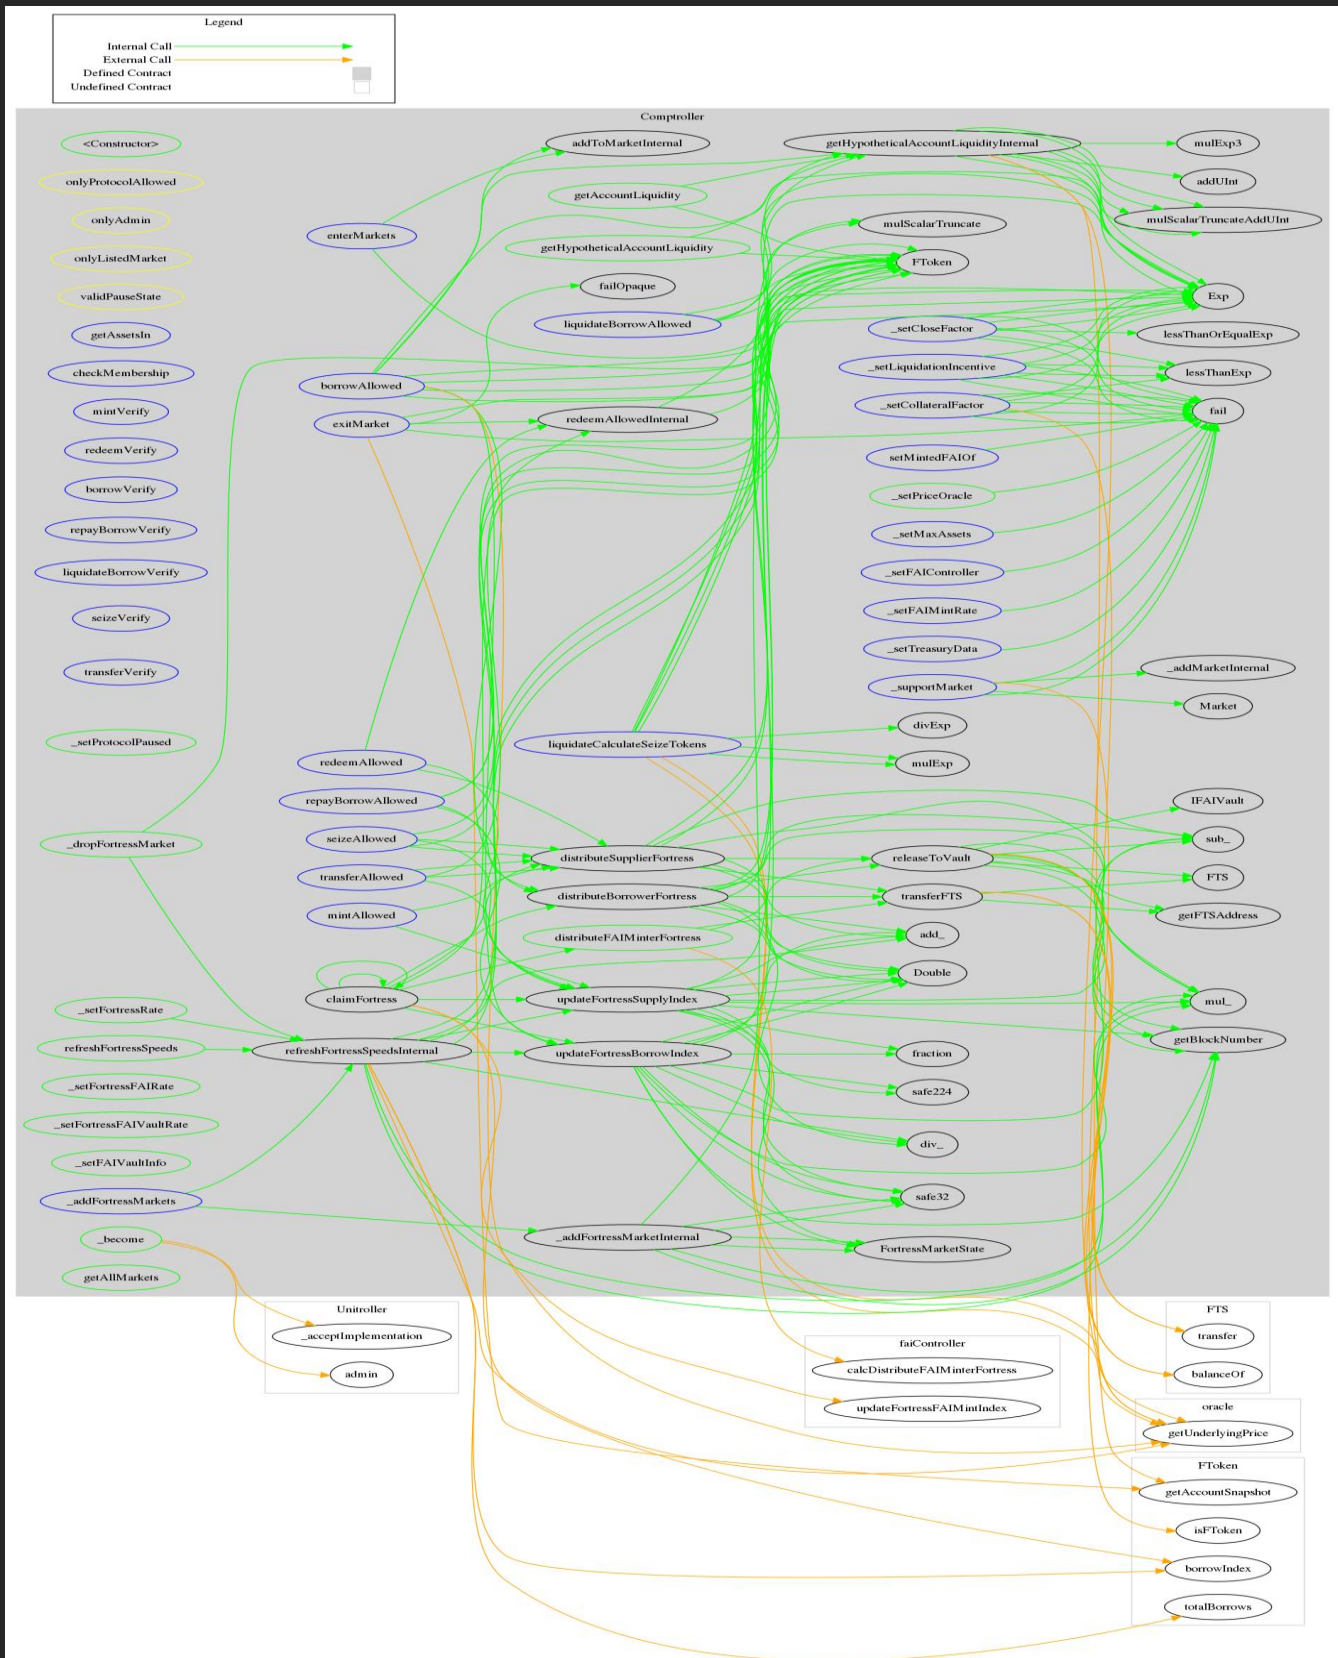 Legend
Internal Call
External Call
Defined Contract
Undefined Contract
Comptroller
<Constructor>
onlyProtocolAllowed
onlyAdmin
onlyListedMarket
validPauseState
getAssetsIn
checkMembership
mintVerify
redeemVerify
borrowVerify
repayBorrowVerify
liquidateBorrowVerify
seizeVerify
transferVerify
_setProtocolPaused
_dropFortressMarket
_setFortressRate
refreshFortressSpeeds
_setFortressFAIRate
_setFortressFAIVaultRate
_setFAIVaultInfo
_addFortressMarkets
_become
getAllMarkets
enterMarkets
borrowAllowed
exitMarket
redeemAllowed
repayBorrowAllowed
seizeAllowed
transferAllowed
mintAllowed
claimFortress
refreshFortressSpeedsInternal
addToMarketInternal
getAccountLiquidity
getHypotheticalAccountLiquidity
failOpaque
liquidateBorrowAllowed
redeemAllowedInternal
liquidateCalculateSeizeTokens
distributeSupplierFortress
distributeBorrowerFortress
distributeFAIMinterFortress
updateFortressSupplyIndex
updateFortressBorrowIndex
_addFortressMarketInternal
getHypotheticalAccountLiquidityInternal
mulScalarTruncate
FToken
_setCloseFactor
_setLiquidationIncentive
_setCollateralFactor
setMintedFAIOf
_setPriceOracle
_setMaxAssets
_setFAIController
_setFAIMintRate
_setTreasuryData
_supportMarket
divExp
mulExp
releaseToVault
transferFTS
add_
Double
fraction
safe224
div_
safe32
FortressMarketState
mulExp3
addUInt
mulScalarTruncateAddUInt
Exp
lessThanOrEqualExp
lessThanExp
fail
_addMarketInternal
Market
IFAIVault
sub_
FTS
getFTSAddress
mul_
getBlockNumber
Unitroller
_acceptImplementation
admin
faiController
calcDistributeFAIMinterFortress
updateFortressFAIMintIndex
FTS
transfer
balanceOf
oracle
getUnderlyingPrice
FToken
getAccountSnapshot
isFToken
borrowIndex
totalBorrows